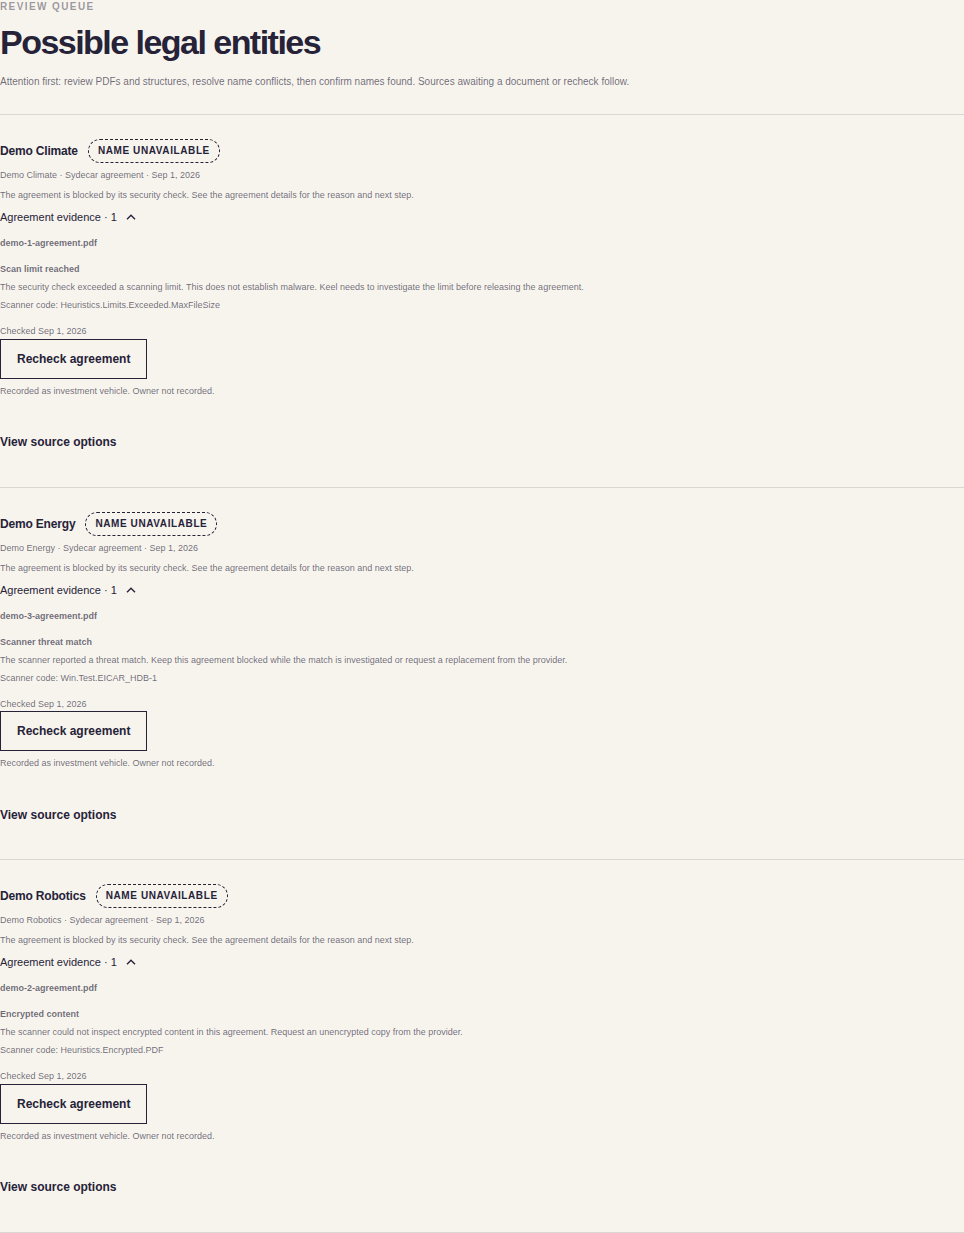 REVIEW QUEUE
Possible legal entities
Attention first: review PDFs and structures, resolve name conflicts, then confirm names found. Sources awaiting a document or recheck follow.
Demo Climate NAME UNAVAILABLE
Demo Climate · Sydecar agreement · Sep 1, 2026
The agreement is blocked by its security check. See the agreement details for the reason and next step.
Agreement evidence · 1
demo-1-agreement.pdf
Scan limit reached
The security check exceeded a scanning limit. This does not establish malware. Keel needs to investigate the limit before releasing the agreement.
Scanner code: Heuristics.Limits.Exceeded.MaxFileSize
Checked Sep 1, 2026
Recheck agreement
Recorded as investment vehicle. Owner not recorded.
View source options
Demo Energy NAME UNAVAILABLE
Demo Energy · Sydecar agreement · Sep 1, 2026
The agreement is blocked by its security check. See the agreement details for the reason and next step.
Agreement evidence · 1
demo-3-agreement.pdf
Scanner threat match
The scanner reported a threat match. Keep this agreement blocked while the match is investigated or request a replacement from the provider.
Scanner code: Win.Test.EICAR_HDB-1
Checked Sep 1, 2026
Recheck agreement
Recorded as investment vehicle. Owner not recorded.
View source options
Demo Robotics NAME UNAVAILABLE
Demo Robotics · Sydecar agreement · Sep 1, 2026
The agreement is blocked by its security check. See the agreement details for the reason and next step.
Agreement evidence · 1
demo-2-agreement.pdf
Encrypted content
The scanner could not inspect encrypted content in this agreement. Request an unencrypted copy from the provider.
Scanner code: Heuristics.Encrypted.PDF
Checked Sep 1, 2026
Recheck agreement
Recorded as investment vehicle. Owner not recorded.
View source options